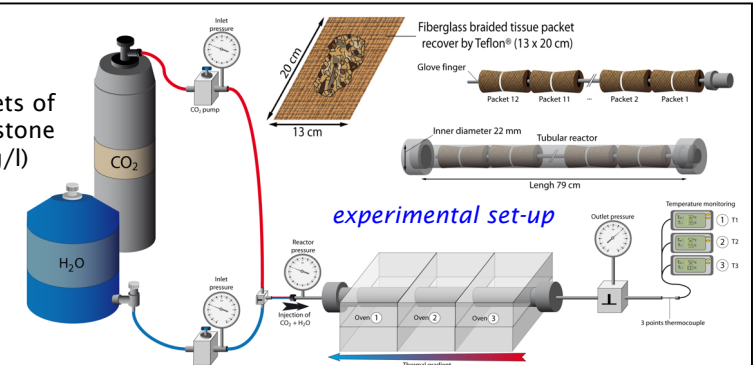 ets of
stone
g/l)
Inlet
pressure
CO₂ pump
CO₂
H₂O
Inlet
pressure
20 cm
13 cm
Fiberglass braided tissue packet
recover by Teflon® (13 x 20 cm)
Glove finger
Packet 12
Packet 11
...
Packet 2
Packet 1
Inner diameter 22 mm
Tubular reactor
Lengh 79 cm
experimental set-up
Reactor
pressure
Injection of
CO₂ + H₂O
Oven 1
Oven 2
Oven 3
Thermal gradient
Outlet pressure
Temperature monitoring
1 T1
2 T2
3 T3
3 points thermocouple